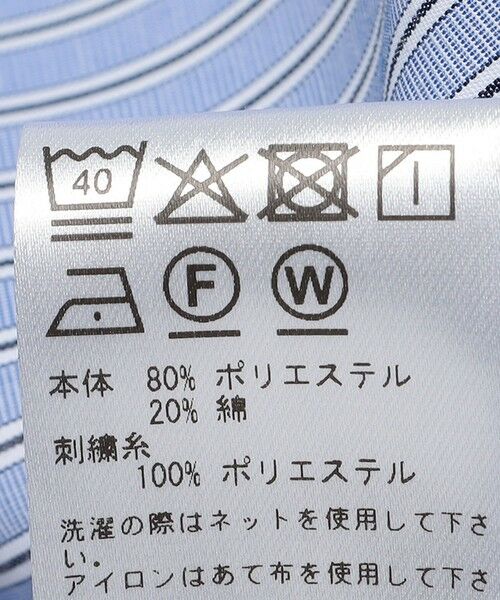 40
F W
本体 80% ポリエステル
20% 綿
刺繍糸
100% ポリエステル
洗濯の際はネットを使用して下さ
い.
アイロンはあて布を使用して下さ